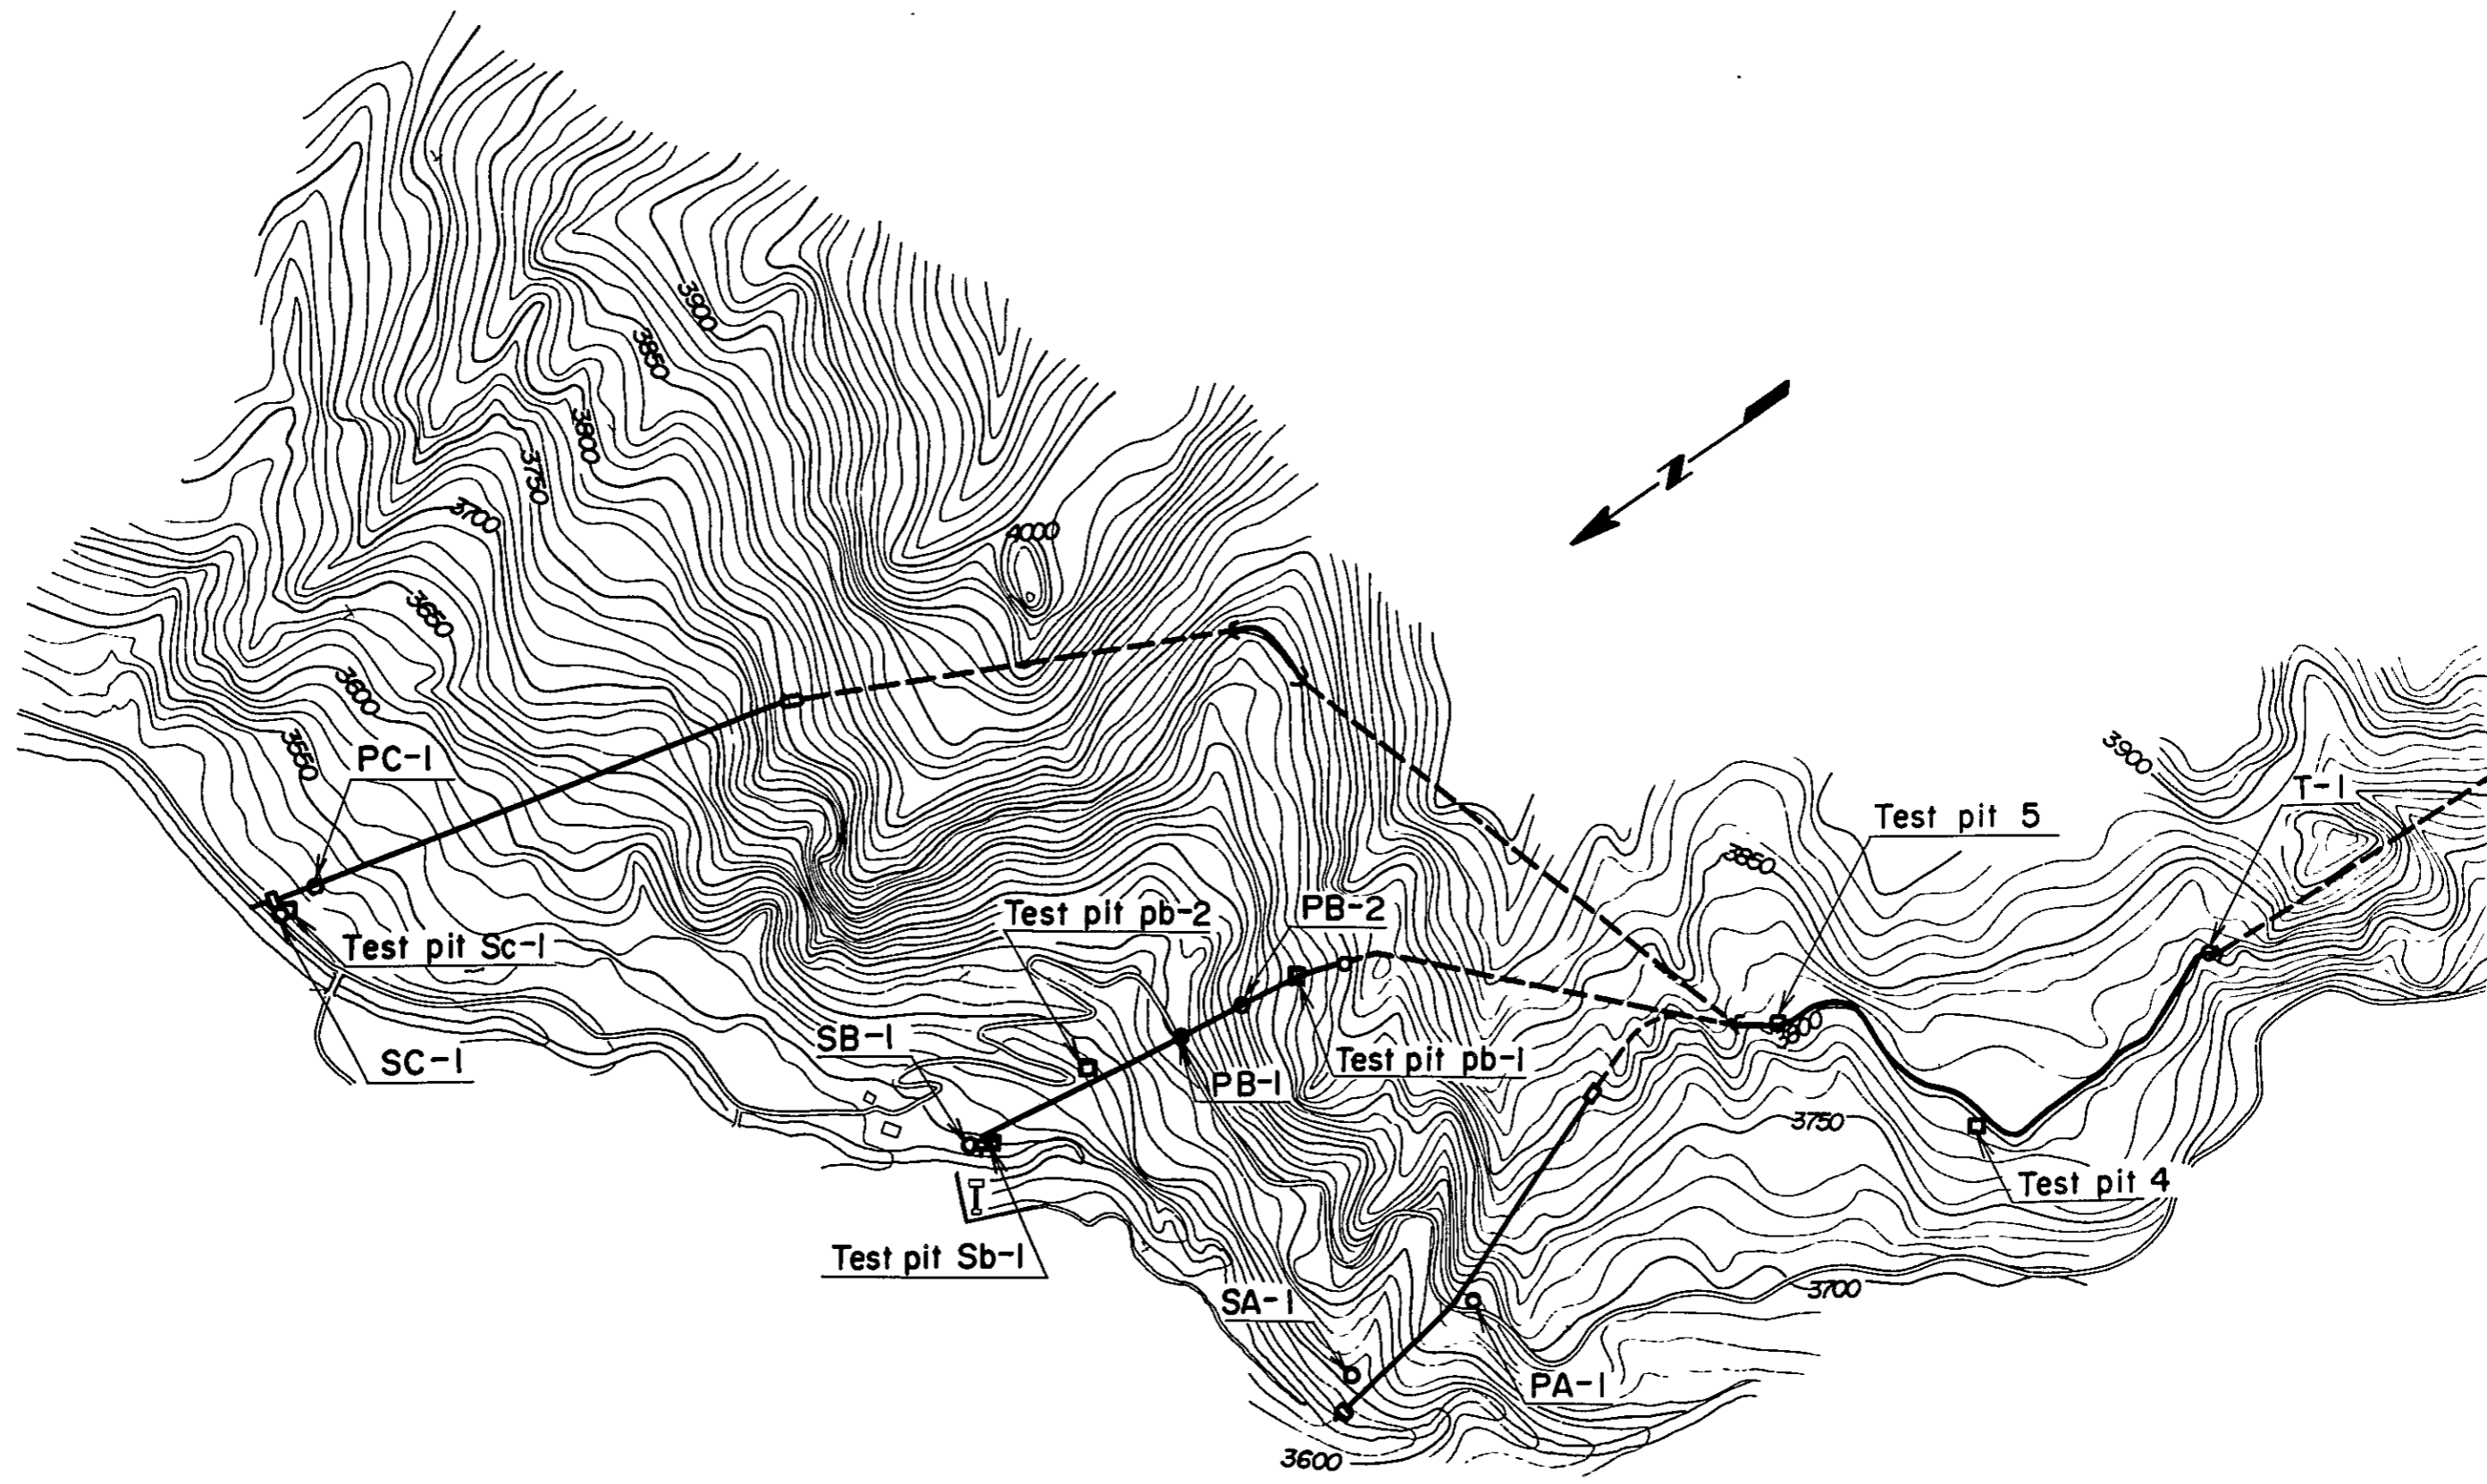 3900
3850
3800
3750
3700
4000
N
3650
3600
3550
PC-1
3900
T-1
Test pit 5
3850
PB-2
Test pit pb-2
Test pit Sc-1
3800
SB-1
SC-1
Test pit pb-1
PB-1
3750
Test pit 4
Test pit Sb-1
3700
SA-1
PA-1
3600